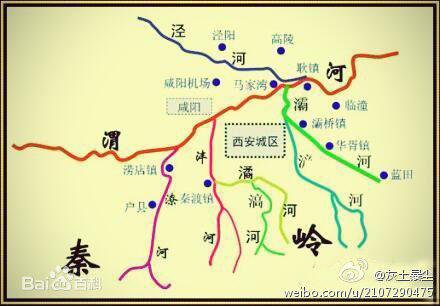 泾河
泾阳
高陵
咸阳机场
马家湾
耿镇
渭河
咸阳
临潼
灞河
灞桥镇
西安城区
华胥镇
浐河
蓝田
涝店镇
潦河
沣河
潏河
滈河
秦渡镇
户县
秦岭
Bai百科
@灰土暴尘
weibo.com/u/2107290475